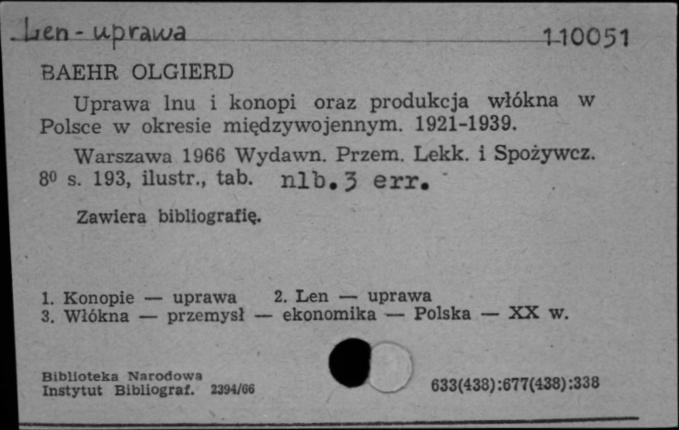 Len - uprawa 110051
BAEHR OLGIERD
Uprawa lnu i konopi oraz produkcja włókna w
Polsce w okresie międzywojennym. 1921-1939.
Warszawa 1966 Wydawn. Przem. Lekk. i Spożywcz.
8⁰ s. 193, ilustr., tab. nlb. 3 err.
Zawiera bibliografię.
1. Konopie — uprawa 2. Len — uprawa
3. Włókna — przemysł — ekonomika — Polska — XX w.
Biblioteka Narodowa
Instytut Bibliograf. 2394/66 633(438):677(438):338